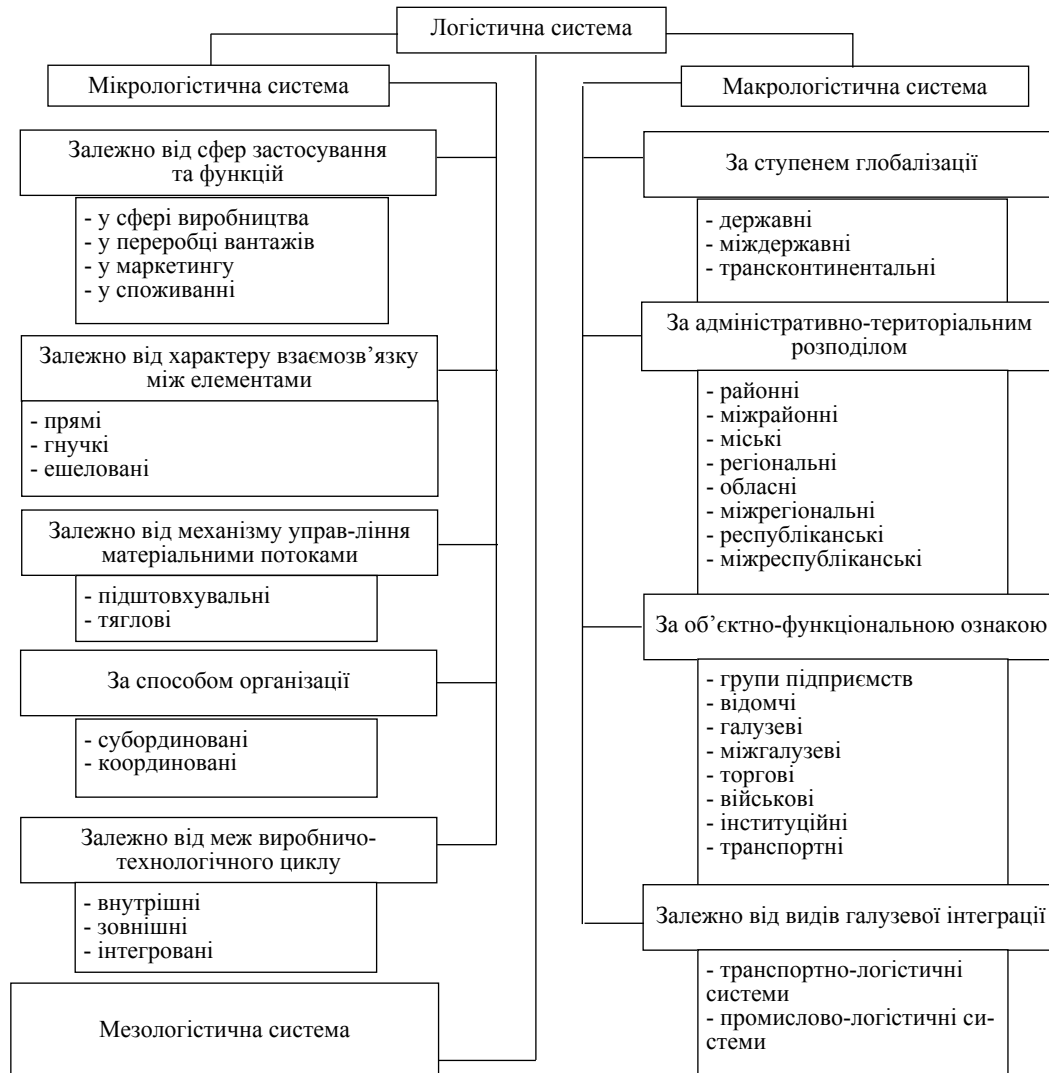 Логістична система
Мікрологістична система
Залежно від сфер застосування
та функцій
- у сфері виробництва
- у переробці вантажів
- у маркетингу
- у споживанні
Залежно від характеру взаємозв’язку
між елементами
- прямі
- гнучкі
- ешеловані
Залежно від механізму управ-ління
матеріальними потоками
- підштовхувальні
- тяглові
За способом організації
- субординовані
- координовані
Залежно від меж виробничо-
технологічного циклу
- внутрішні
- зовнішні
- інтегровані
Мезологістична система
Макрологістична система
За ступенем глобалізації
- державні
- міждержавні
- трансконтинентальні
За адміністративно-територіальним
розподілом
- районні
- міжрайонні
- міські
- регіональні
- обласні
- міжрегіональні
- республіканські
- міжреспубліканські
За об’єктно-функціональною ознакою
- групи підприємств
- відомчі
- галузеві
- міжгалузеві
- торгові
- військові
- інституційні
- транспортні
Залежно від видів галузевої інтеграції
- транспортно-логістичні
системи
- промислово-логістичні си-
стеми